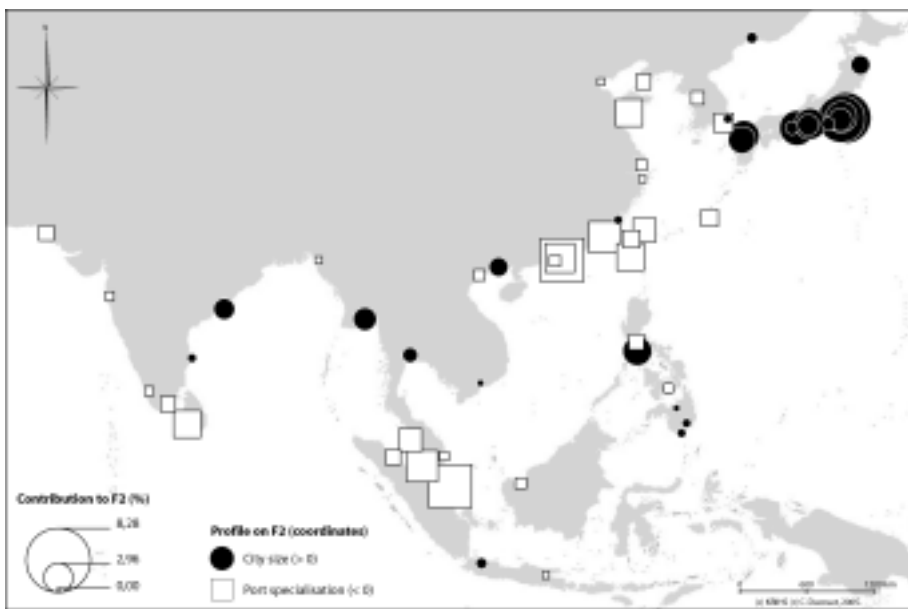 N
Contribution to F2 (%)
8,28
2,96
0,00
Profile on F2 (coordinates)
City size (> 0)
Port specialisation (< 0)
0